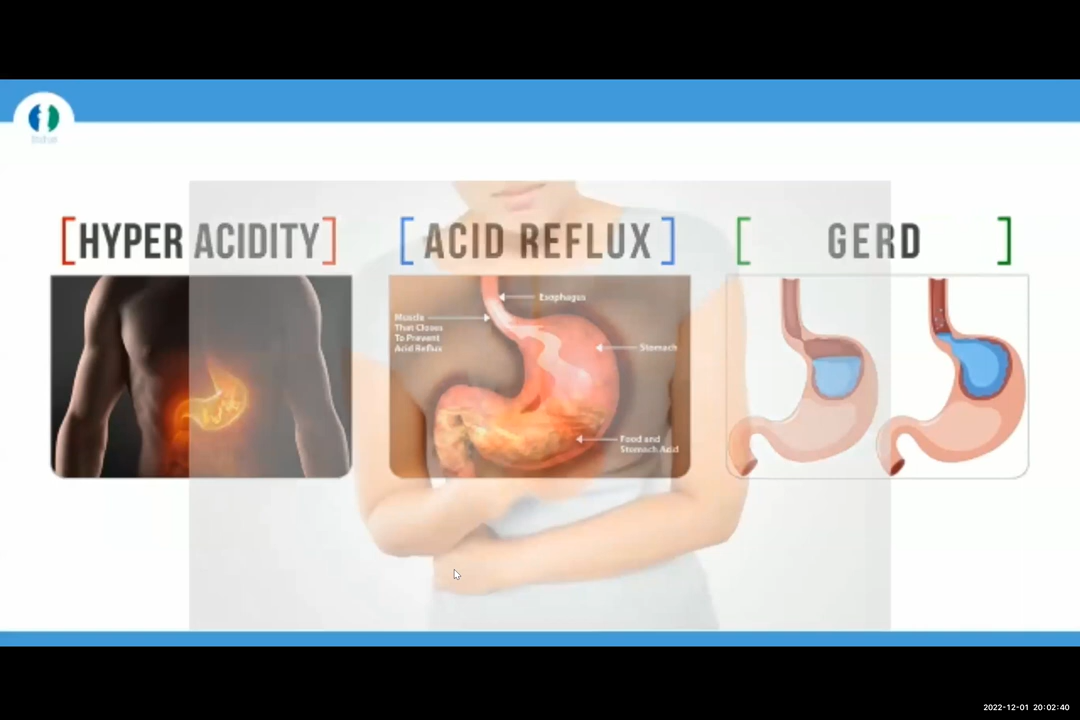 [HYPER ACIDITY]
[ACID REFLUX]
[ GERD ]
Esophagus
Muscle
That Closes
To Prevent
Acid Reflux
Stomach
Food and
Stomach Acid
2022-12-01 20:02:40